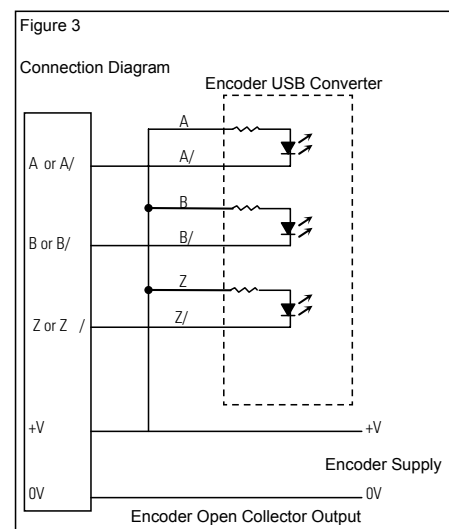 Figure 3
Connection Diagram
Encoder USB Converter
A
A or A/
A/
B
B or B/
B/
Z
Z or Z /
Z/
+V
+V
Encoder Supply
0V
0V
Encoder Open Collector Output